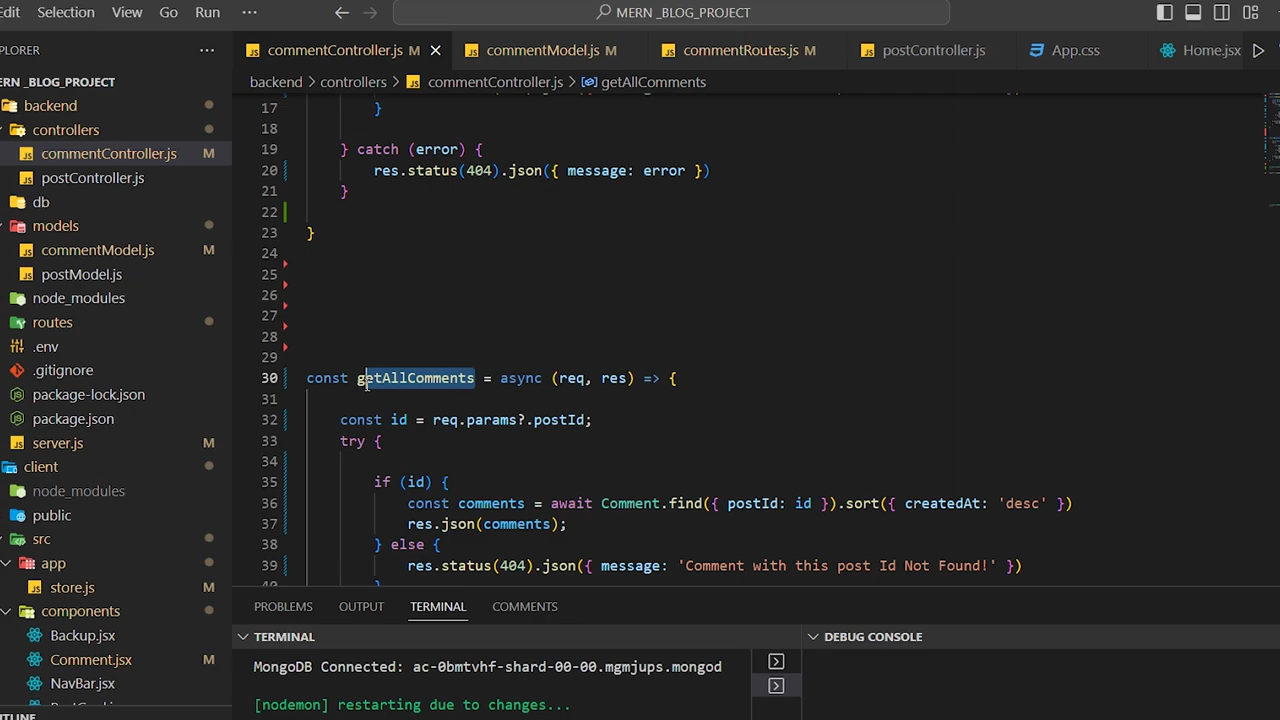 Edit Selection View Go Run ··· MERN _BLOG_PROJECT
EXPLORER ···
commentController.js M
commentModel.js M
commentRoutes.js M
postController.js
App.css
Home.jsx
MERN _BLOG_PROJECT
backend > controllers > commentController.js > getAllComments
backend
controllers
commentController.js M
postController.js
db
models
commentModel.js M
postModel.js
node_modules
routes
.env
.gitignore
package-lock.json
package.json
server.js M
client
node_modules
public
src
app
store.js M
components
Backup.jsx
Comment.jsx M
NavBar.jsx
OUTLINE
17 }
18
19 } catch (error) {
20 res.status(404).json({ message: error })
21 }
22
23 }
24
25
26
27
28
29
30 const getAllComments = async (req, res) => {
31
32 const id = req.params?.postId;
33 try {
34
35 if (id) {
36 const comments = await Comment.find({ postId: id }).sort({ createdAt: 'desc' })
37 res.json(comments);
38 } else {
39 res.status(404).json({ message: 'Comment with this post Id Not Found!' })
40 }
PROBLEMS OUTPUT TERMINAL COMMENTS
TERMINAL
DEBUG CONSOLE
MongoDB Connected: ac-0bmtvhf-shard-00-00.mgmjups.mongod
[nodemon] restarting due to changes...